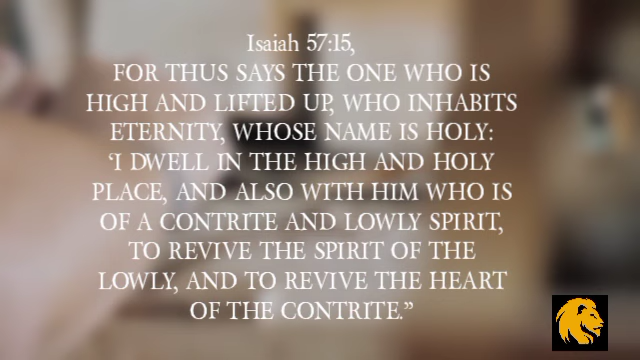 Isaiah 57:15,
FOR THUS SAYS THE ONE WHO IS
HIGH AND LIFTED UP, WHO INHABITS
ETERNITY, WHOSE NAME IS HOLY:
‘I DWELL IN THE HIGH AND HOLY
PLACE, AND ALSO WITH HIM WHO IS
OF A CONTRITE AND LOWLY SPIRIT,
TO REVIVE THE SPIRIT OF THE
LOWLY, AND TO REVIVE THE HEART
OF THE CONTRITE.”